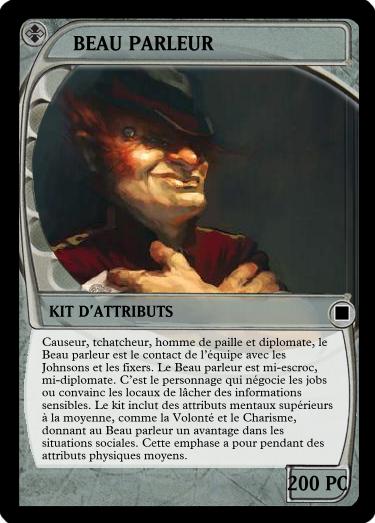 BEAU PARLEUR
KIT D'ATTRIBUTS
Causeur, tchatcheur, homme de paille et diplomate, le
Beau parleur est le contact de l'équipe avec les
Johnsons et les fixers. Le Beau parleur est mi-escroc,
mi-diplomate. C'est le personnage qui négocie les jobs
ou convainc les locaux de lâcher des informations
sensibles. Le kit inclut des attributs mentaux supérieurs
à la moyenne, comme la Volonté et le Charisme,
donnant au Beau parleur un avantage dans les
situations sociales. Cette emphase a pour pendant des
attributs physiques moyens.
200 PC